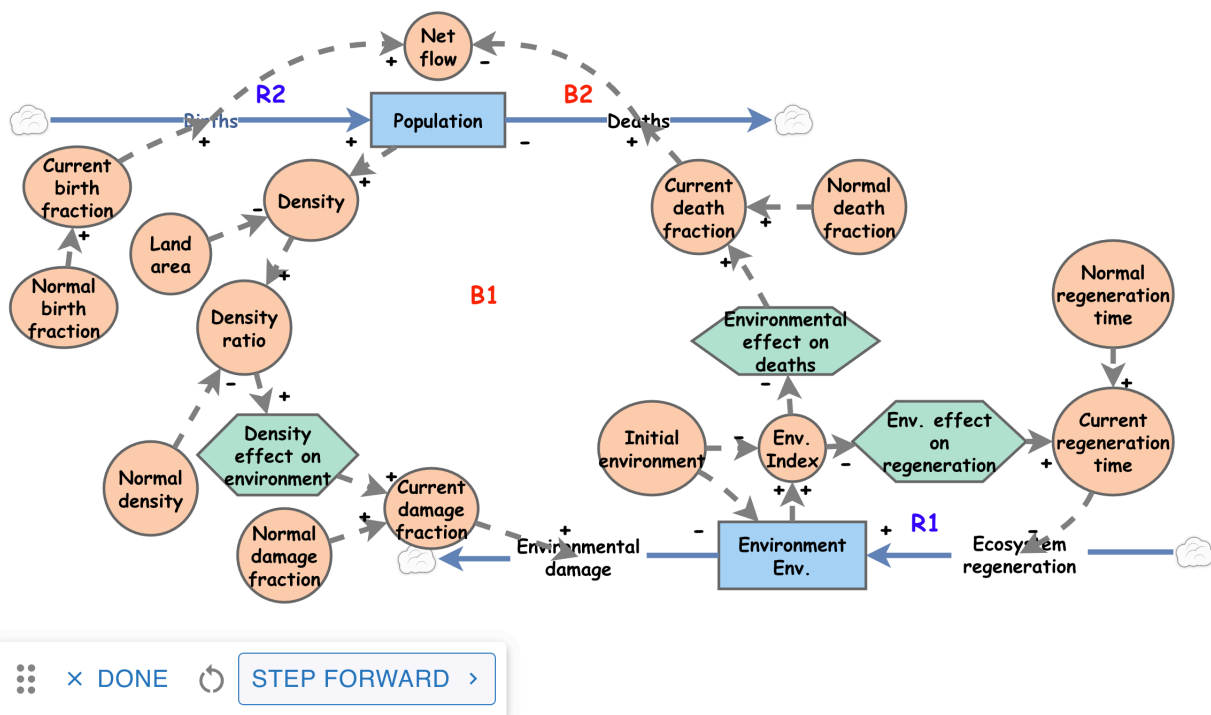 Net
flow
+
-
R2
B2
Births
Population
Deaths
+
+
-
+
Current
birth
fraction
+
Density
-
Current
death
fraction
Normal
death
fraction
+
+
Land
area
+
+
Normal
birth
fraction
B1
Normal
regeneration
time
Density
ratio
Environmental
effect on
deaths
-
+
-
+
Density
effect on
environment
Initial
environment
-
Env.
Index
-
Env. effect
on
regeneration
+
Current
regeneration
time
Normal
density
+
Current
damage
fraction
+
+
+
Normal
damage
fraction
+
-
+
R1
-
Environmental
damage
Environment
Env.
Ecosystem
regeneration
DONE
STEP FORWARD